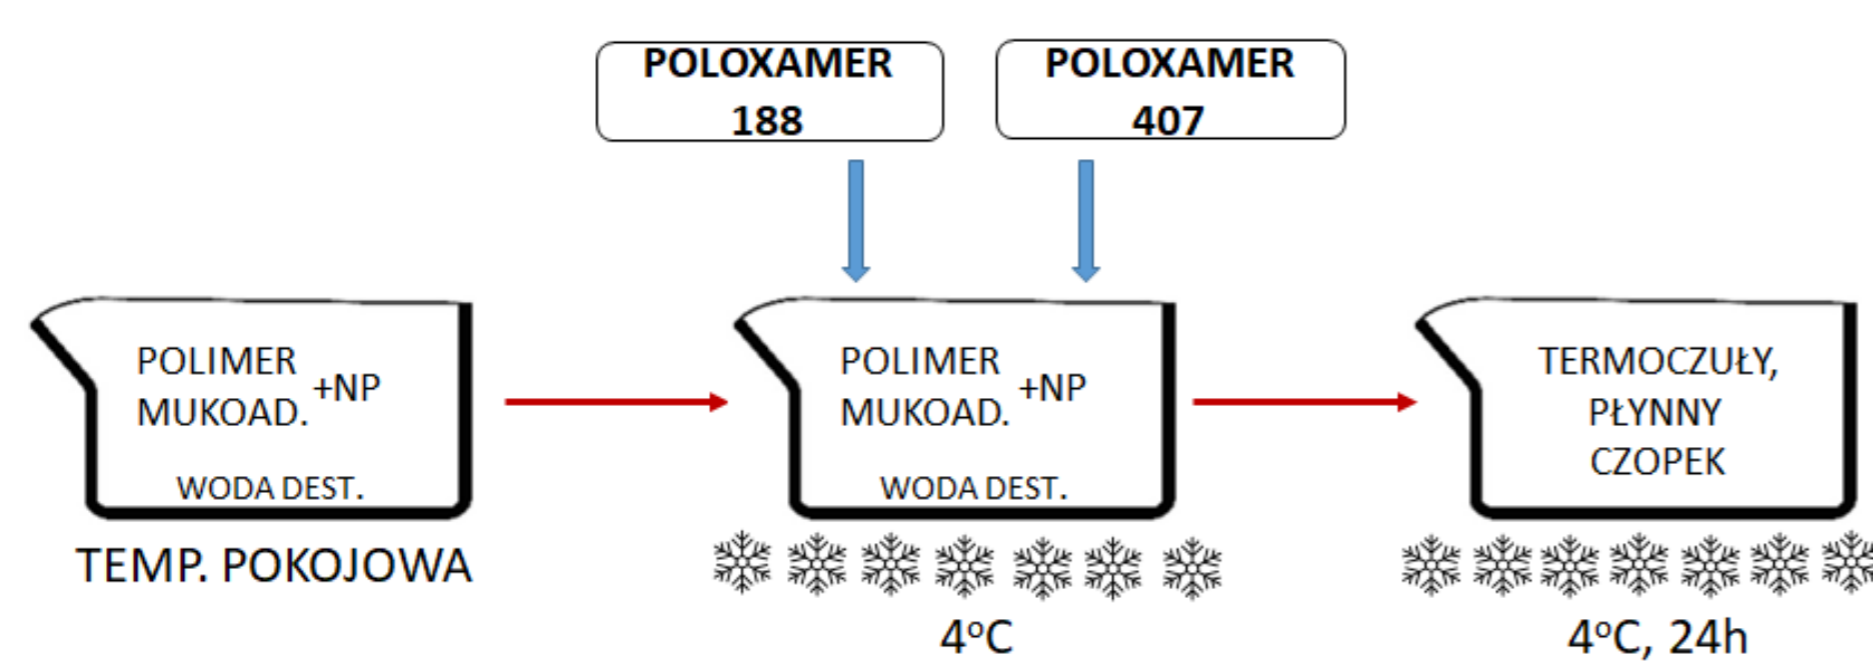 POLOXAMER
188
POLOXAMER
407
POLIMER
MUKOAD.
+NP
WODA DEST.
TEMP. POKOJOWA
POLIMER
MUKOAD.
+NP
WODA DEST.
4°C
TERMOCZUŁY,
PŁYNNY
CZOPEK
4°C, 24h